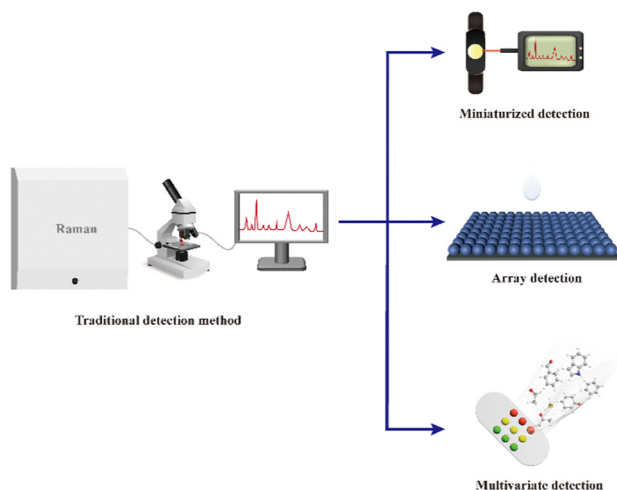 Miniaturized detection
Raman
Traditional detection method
Array detection
Multivariate detection